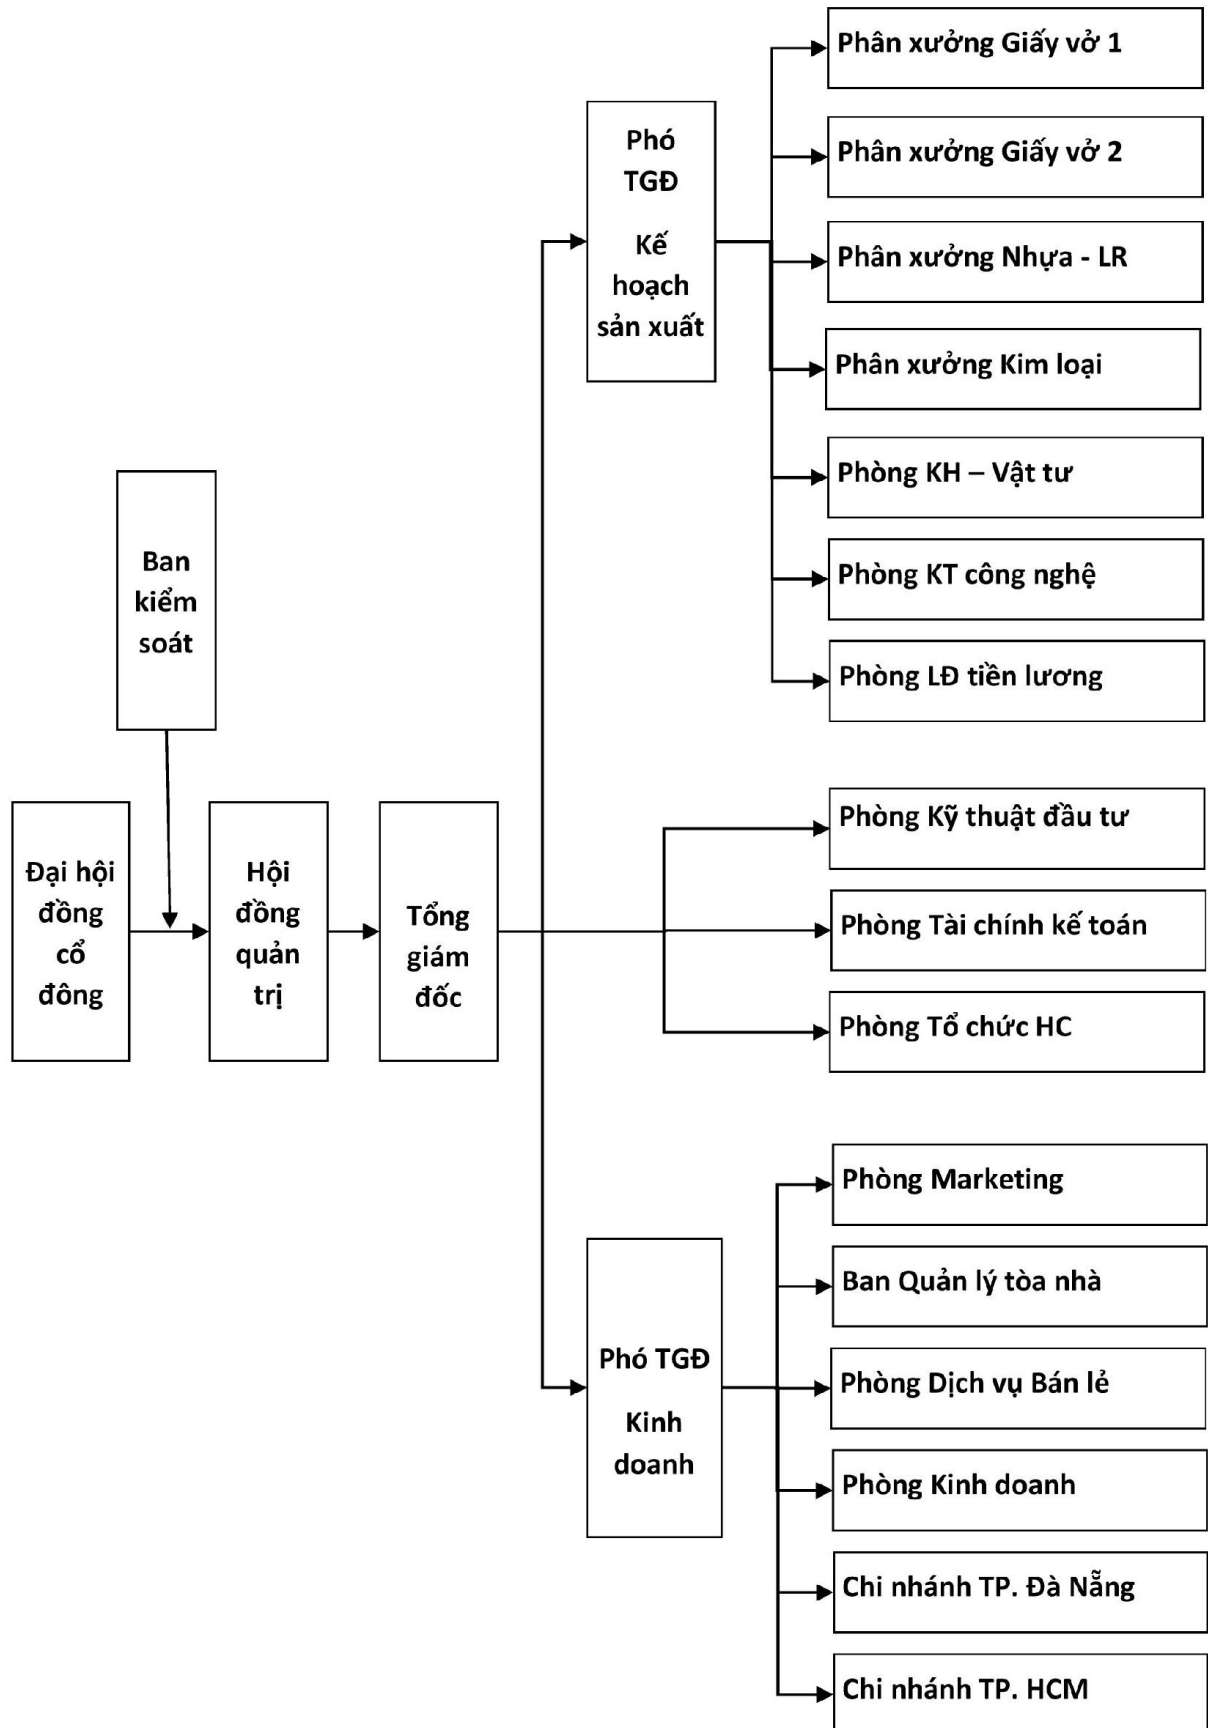 Đại hội
đồng
cổ
đông
Ban
kiểm
soát
Hội
đồng
quản
trị
Tổng
giám
đốc
Phó
TGĐ
Kế
hoạch
sản xuất
Phân xưởng Giấy vở 1
Phân xưởng Giấy vở 2
Phân xưởng Nhựa - LR
Phân xưởng Kim loại
Phòng KH – Vật tư
Phòng KT công nghệ
Phòng LĐ tiền lương
Phòng Kỹ thuật đầu tư
Phòng Tài chính kế toán
Phòng Tổ chức HC
Phó TGĐ
Kinh
doanh
Phòng Marketing
Ban Quản lý tòa nhà
Phòng Dịch vụ Bán lẻ
Phòng Kinh doanh
Chi nhánh TP. Đà Nẵng
Chi nhánh TP. HCM